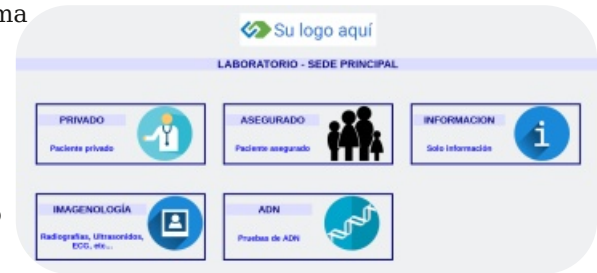 ma
Su logo aquí
LABORATORIO - SEDE PRINCIPAL
PRIVADO
Paciente privado
ASEGURADO
Paciente asegurado
INFORMACION
Solo información
i
IMAGENOLOGÍA
Radiografías, Ultrasonidos,
ECG, etc...
ADN
Pruebas de ADN